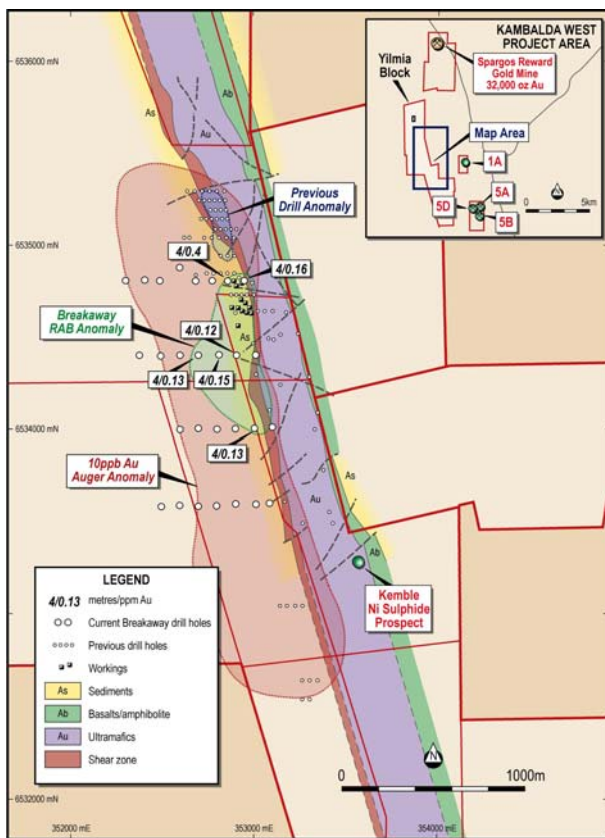 KAMBALDA WEST
PROJECT AREA
Spargos Reward
Gold Mine
32,000 oz Au
Yilmia
Block
Map Area
1A
5A
5D
5B
0
5km
6536000 mN
As
Ab
Au
Previous
Drill Anomaly
6535000 mN
4/0.4
4/0.16
Breakaway
RAB Anomaly
4/0.12
As
4/0.13
4/0.15
6534000 mN
4/0.13
10ppb Au
Auger Anomaly
As
Au
Ab
Kemble
Ni Sulphide
Prospect
LEGEND
4/0.13 metres/ppm Au
Current Breakaway drill holes
Previous drill holes
Workings
As Sediments
Ab Basalts/amphibolite
Au Ultramafics
Shear zone
N
0
1000m
6532000 mN
352000 mE
353000 mE
354000 mE